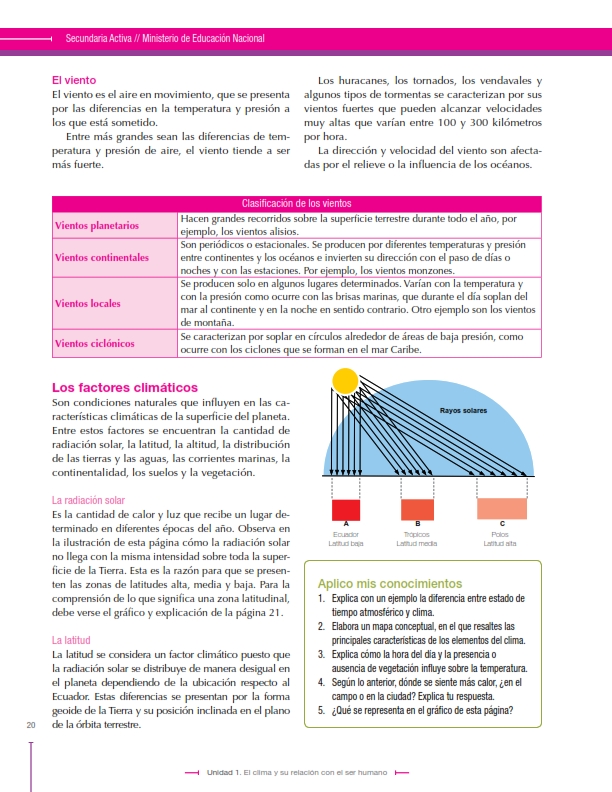 Secundaria Activa // Ministerio de Educación Nacional
El viento
El viento es el aire en movimiento, que se presenta
por las diferencias en la temperatura y presión a
los que está sometido.
Entre más grandes sean las diferencias de tem-
peratura y presión de aire, el viento tiende a ser
más fuerte.
Los huracanes, los tornados, los vendavales y
algunos tipos de tormentas se caracterizan por sus
vientos fuertes que pueden alcanzar velocidades
muy altas que varían entre 100 y 300 kilómetros
por hora.
La dirección y velocidad del viento son afecta-
das por el relieve o la influencia de los océanos.
Clasificación de los vientos
Vientos planetarios
Hacen grandes recorridos sobre la superficie terrestre durante todo el año, por
ejemplo, los vientos alisios.
Vientos continentales
Son periódicos o estacionales. Se producen por diferentes temperaturas y presión
entre continentes y los océanos e invierten su dirección con el paso de días o
noches y con las estaciones. Por ejemplo, los vientos monzones.
Vientos locales
Se producen solo en algunos lugares determinados. Varían con la temperatura y
con la presión como ocurre con las brisas marinas, que durante el día soplan del
mar al continente y en la noche en sentido contrario. Otro ejemplo son los vientos
de montaña.
Vientos ciclónicos
Se caracterizan por soplar en círculos alrededor de áreas de baja presión, como
ocurre con los ciclones que se forman en el mar Caribe.
Los factores climáticos
Son condiciones naturales que influyen en las ca-
racterísticas climáticas de la superficie del planeta.
Entre estos factores se encuentran la cantidad de
radiación solar, la latitud, la altitud, la distribución
de las tierras y las aguas, las corrientes marinas, la
continentalidad, los suelos y la vegetación.
La radiación solar
Es la cantidad de calor y luz que recibe un lugar de-
terminado en diferentes épocas del año. Observa en
la ilustración de esta página cómo la radiación solar
no llega con la misma intensidad sobre toda la super-
ficie de la Tierra. Esta es la razón para que se presen-
ten las zonas de latitudes alta, media y baja. Para la
comprensión de lo que significa una zona latitudinal,
debe verse el gráfico y explicación de la página 21.
La latitud
La latitud se considera un factor climático puesto que
la radiación solar se distribuye de manera desigual en
el planeta dependiendo de la ubicación respecto al
Ecuador. Estas diferencias se presentan por la forma
geoide de la Tierra y su posición inclinada en el plano
de la órbita terrestre.
Rayos solares
A
B
C
Ecuador
Latitud baja
Trópicos
Latitud media
Polos
Latitud alta
Aplico mis conocimientos
1. Explica con un ejemplo la diferencia entre estado de
tiempo atmosférico y clima.
2. Elabora un mapa conceptual, en el que resaltes las
principales características de los elementos del clima.
3. Explica cómo la hora del día y la presencia o
ausencia de vegetación influye sobre la temperatura.
4. Según lo anterior, dónde se siente más calor, ¿en el
campo o en la ciudad? Explica tu respuesta.
5. ¿Qué se representa en el gráfico de esta página?
20
Unidad 1. El clima y su relación con el ser humano